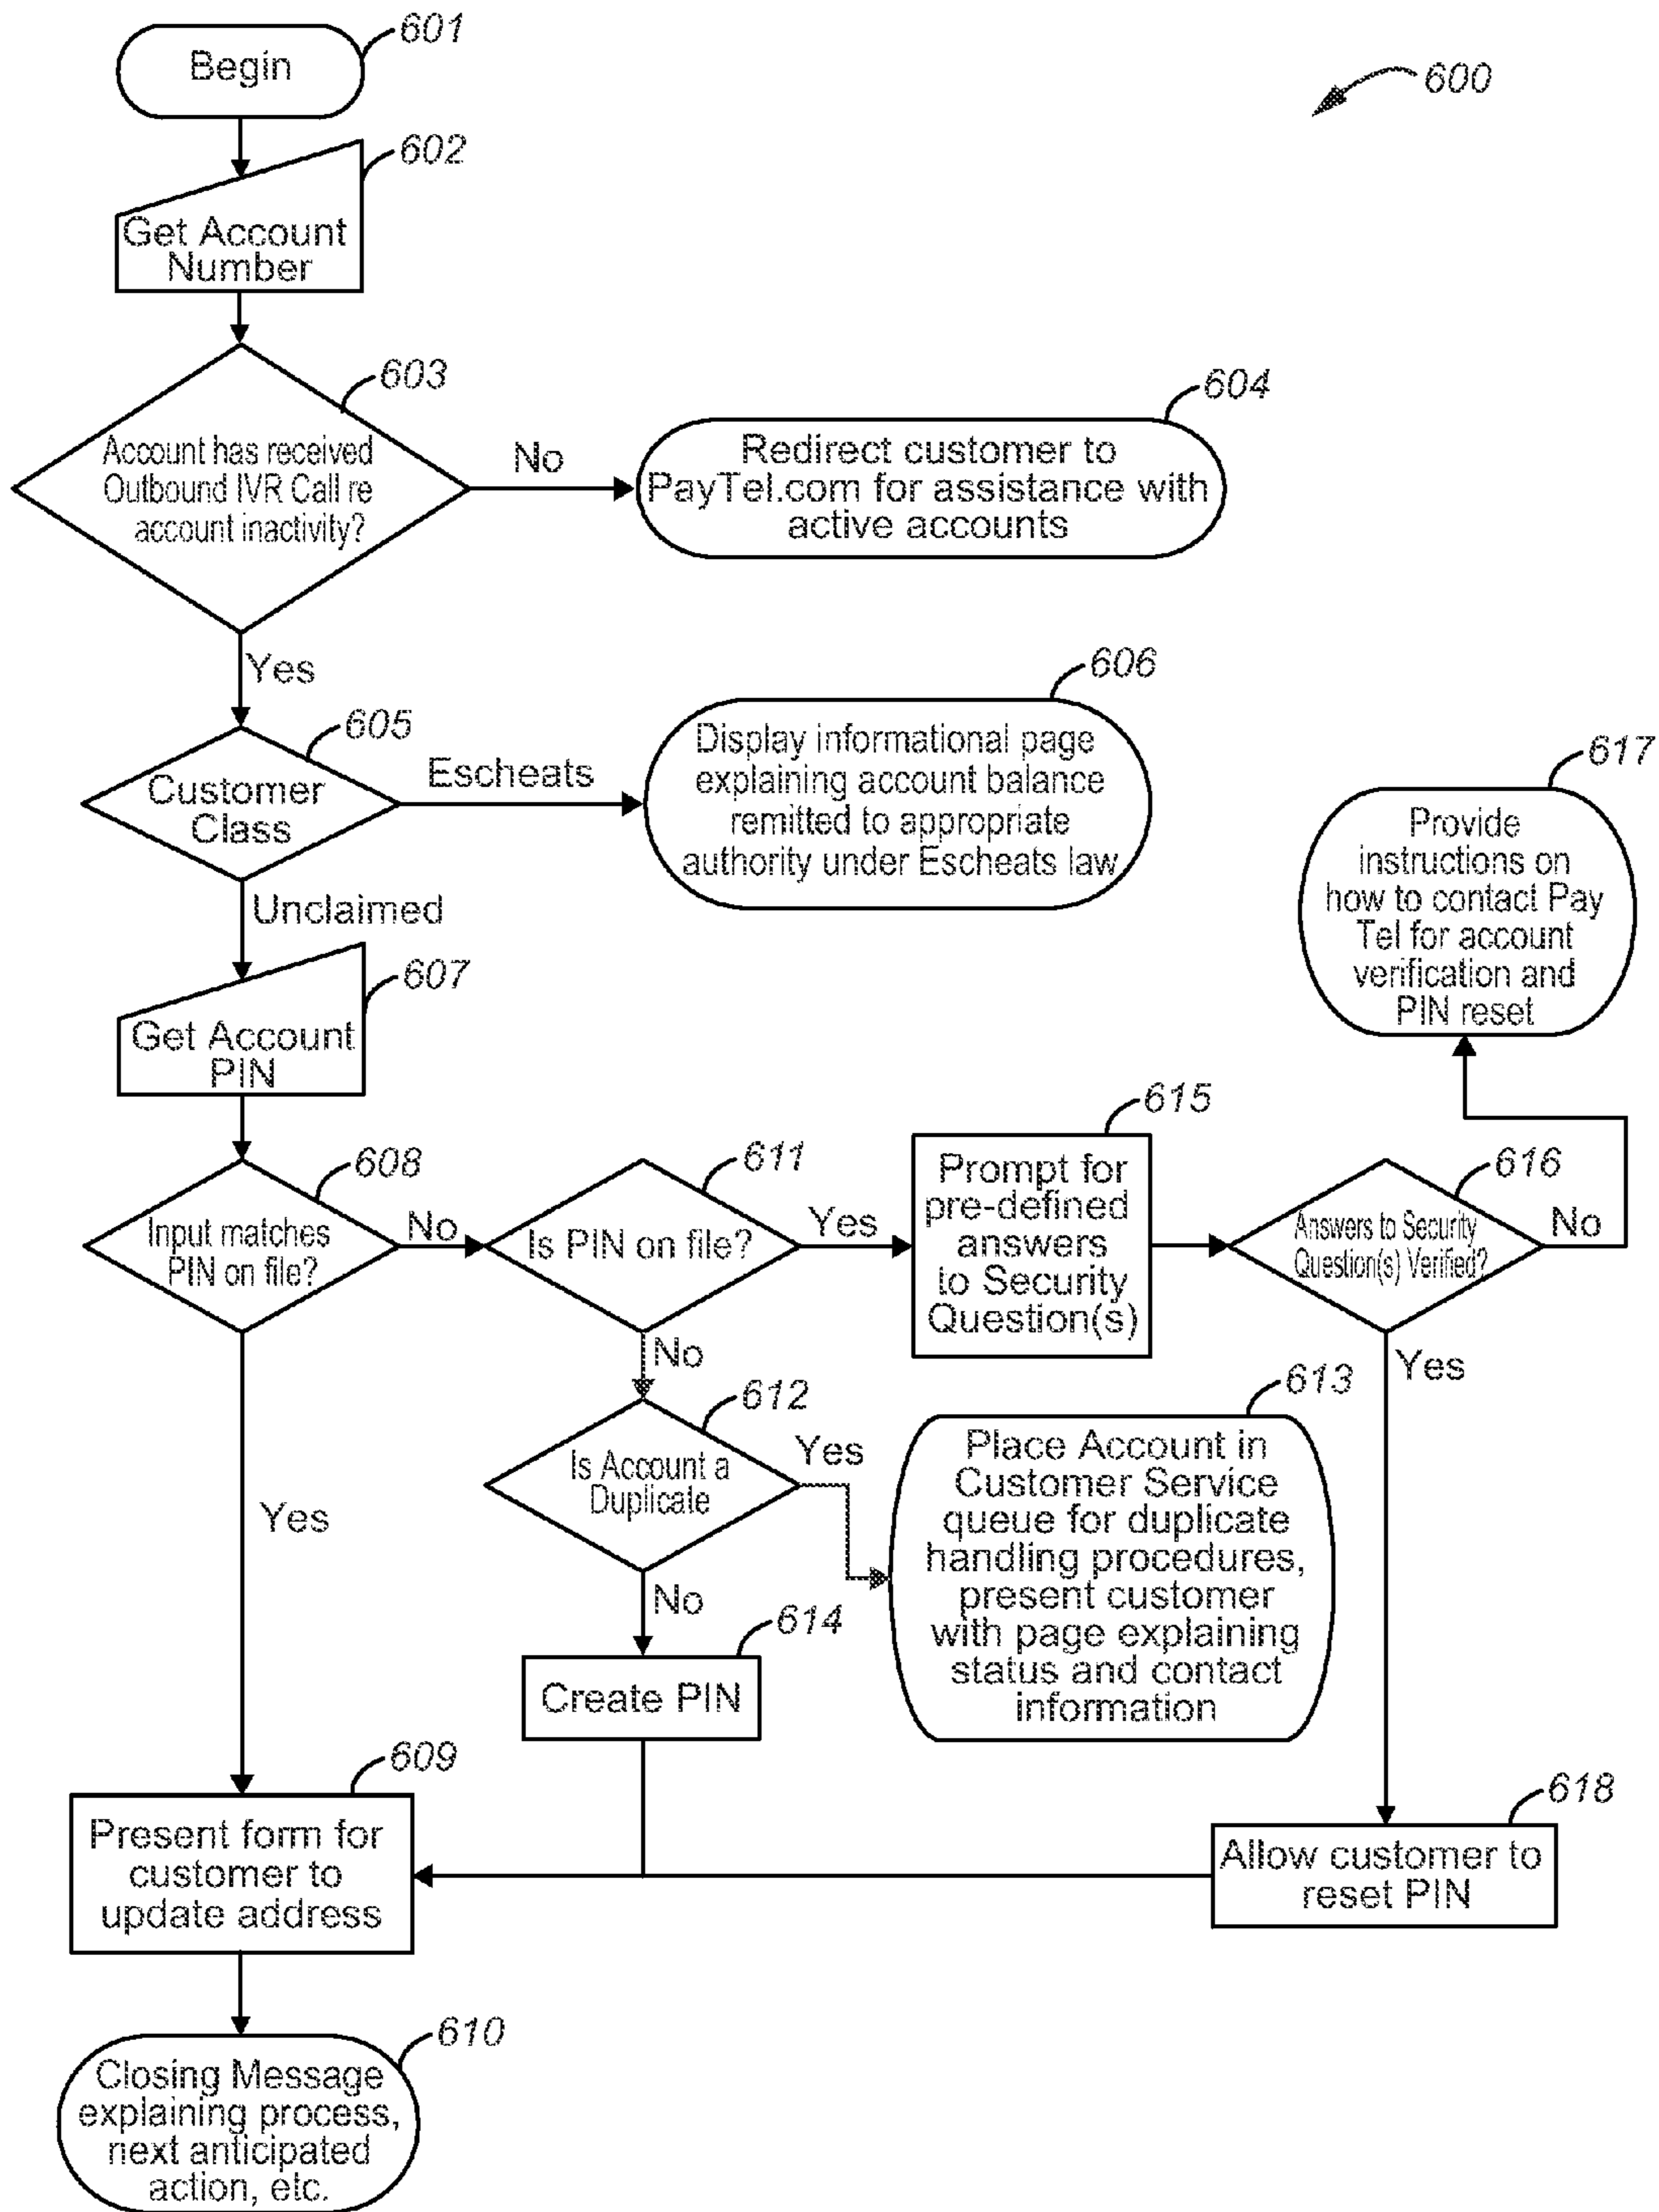 601
Begin
600
602
Get Account
Number
603
Account has received
Outbound IVR Call re
account inactivity?
No
604
Redirect customer to
PayTel.com for assistance with
active accounts
Yes
605
Customer
Class
Escheats
606
Display informational page
explaining account balance
remitted to appropriate
authority under Escheats law
617
Provide
instructions on
how to contact Pay
Tel for account
verification and
PIN reset
Unclaimed
607
Get Account
PIN
608
Input matches
PIN on file?
No
611
Is PIN on file?
Yes
615
Prompt for
pre-defined
answers
to Security
Question(s)
616
Answers to Security
Question(s) Verified?
No
No
612
Is Account a
Duplicate
Yes
613
Place Account in
Customer Service
queue for duplicate
handling procedures,
present customer
with page explaining
status and contact
information
Yes
Yes
No
614
Create PIN
609
Present form for
customer to
update address
618
Allow customer to
reset PIN
610
Closing Message
explaining process,
next anticipated
action, etc.